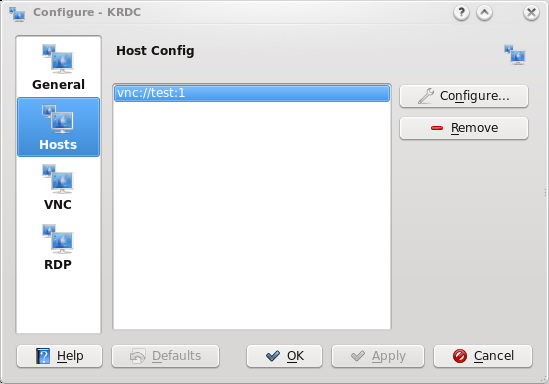 Configure - KRDC
General
Hosts
VNC
RDP
Host Config
vnc://test:1
Configure...
Remove
Help
Defaults
OK
Apply
Cancel